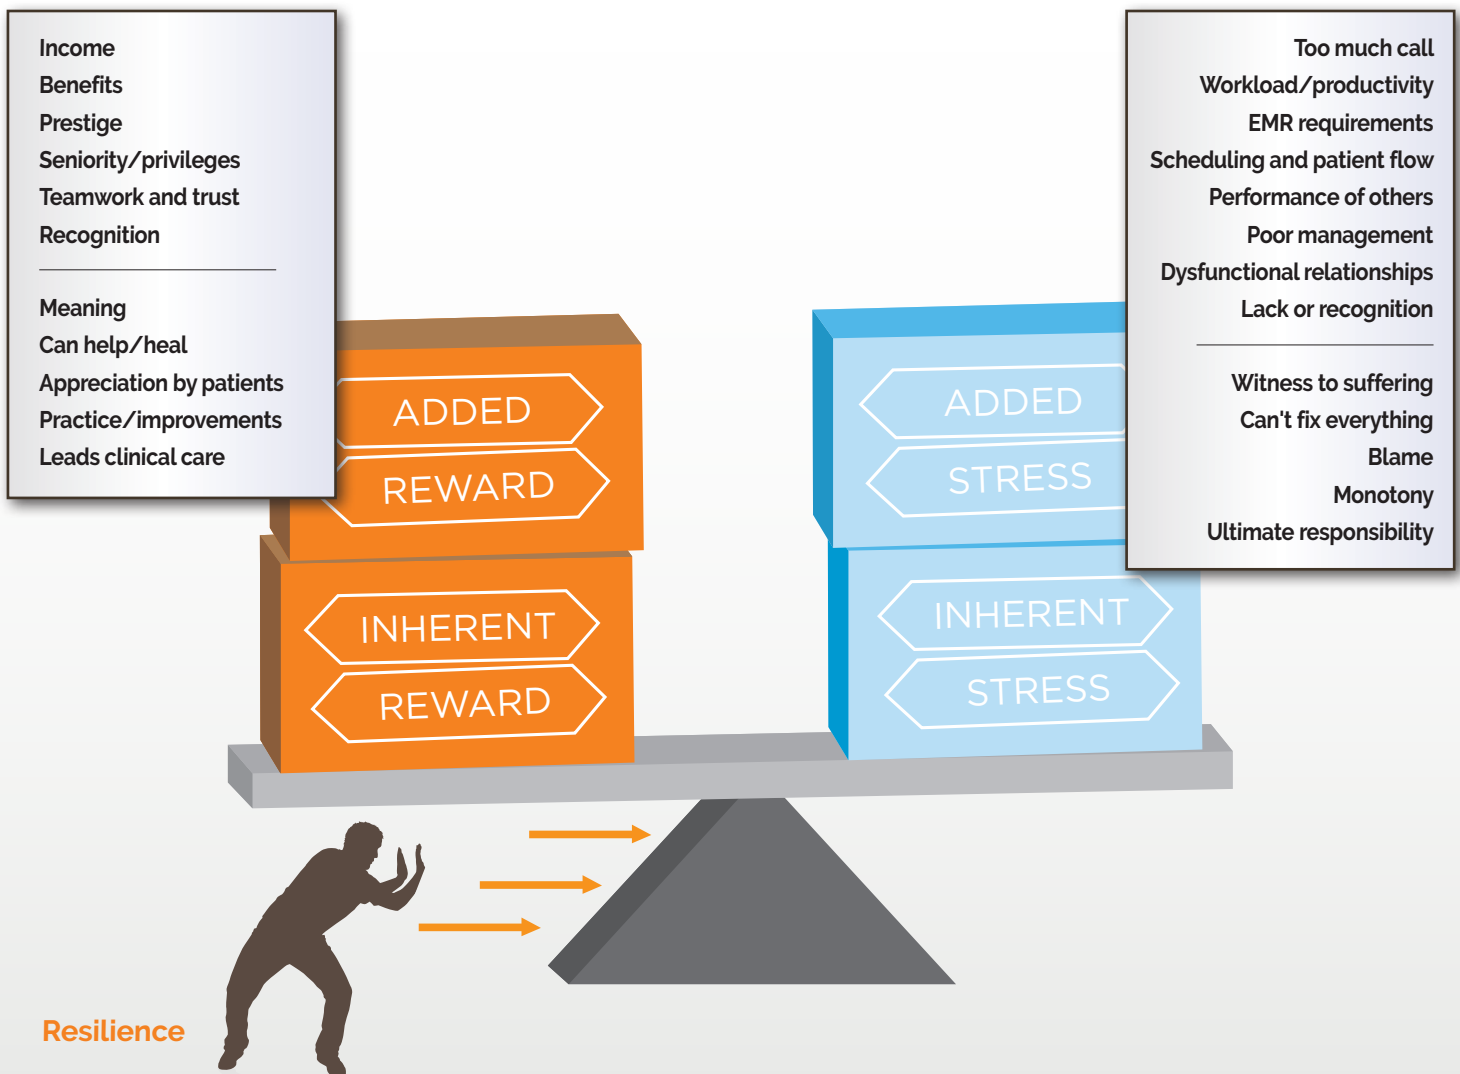 Income
Benefits
Prestige
Seniority/privileges
Teamwork and trust
Recognition
Meaning
Can help/heal
Appreciation by patients
Practice/improvements
Leads clinical care
Too much call
Workload/productivity
EMR requirements
Scheduling and patient flow
Performance of others
Poor management
Dysfunctional relationships
Lack or recognition
Witness to suffering
Can't fix everything
Blame
Monotony
Ultimate responsibility
ADDED
REWARD
INHERENT
REWARD
ADDED
STRESS
INHERENT
STRESS
Resilience